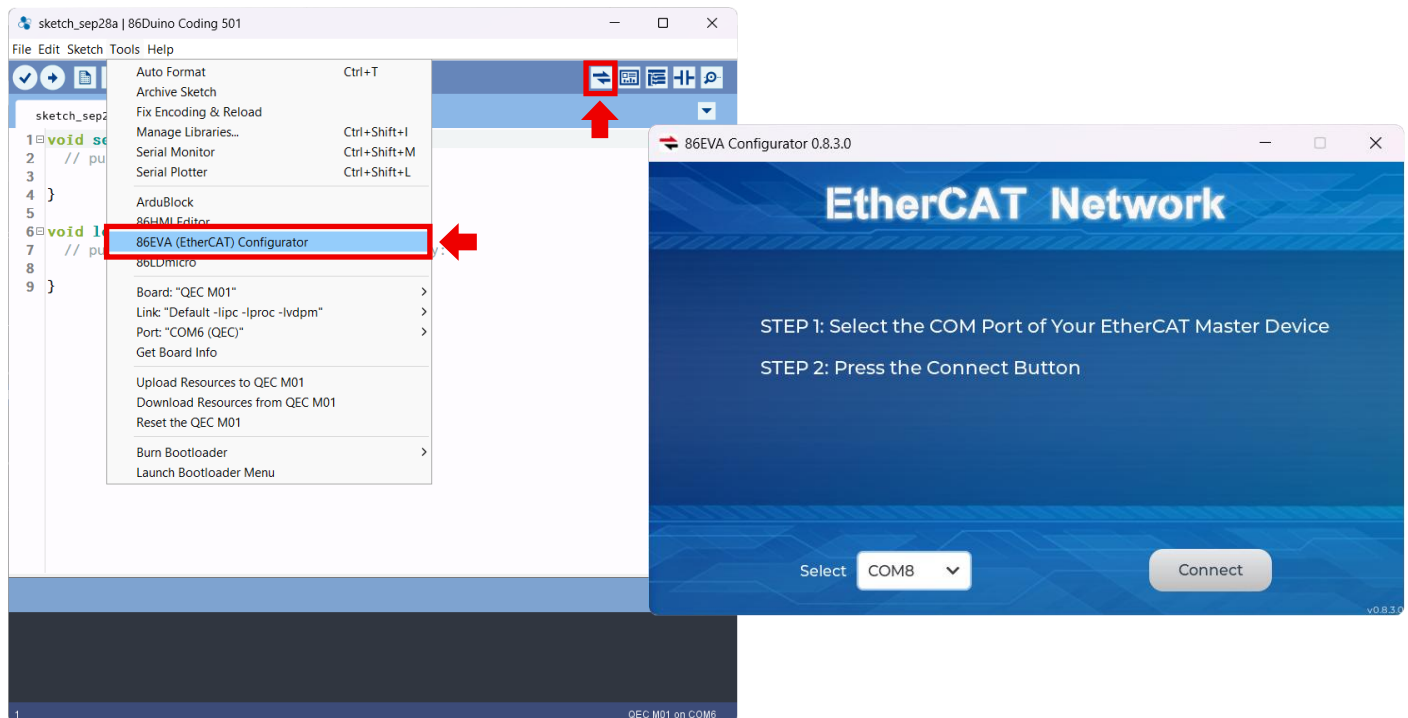 sketch_sep28a | 86Duino Coding 501
File Edit Sketch Tools Help
sketch_sep2
1 void se
2 // pu
3
4 }
5
6 void l
7 // pu y:
8
9 }
Auto Format Ctrl+T
Archive Sketch
Fix Encoding & Reload
Manage Libraries... Ctrl+Shift+I
Serial Monitor Ctrl+Shift+M
Serial Plotter Ctrl+Shift+L
ArduBlock
86HMI Editor
86EVA (EtherCAT) Configurator
86LDmicro
Board: "QEC M01"
Link: "Default -lipc -lproc -lvdpm"
Port: "COM6 (QEC)"
Get Board Info
Upload Resources to QEC M01
Download Resources from QEC M01
Reset the QEC M01
Burn Bootloader
Launch Bootloader Menu
1 QEC M01 on COM6
86EVA Configurator 0.8.3.0
EtherCAT Network
STEP 1: Select the COM Port of Your EtherCAT Master Device
STEP 2: Press the Connect Button
Select COM8 Connect
v0.8.3.0